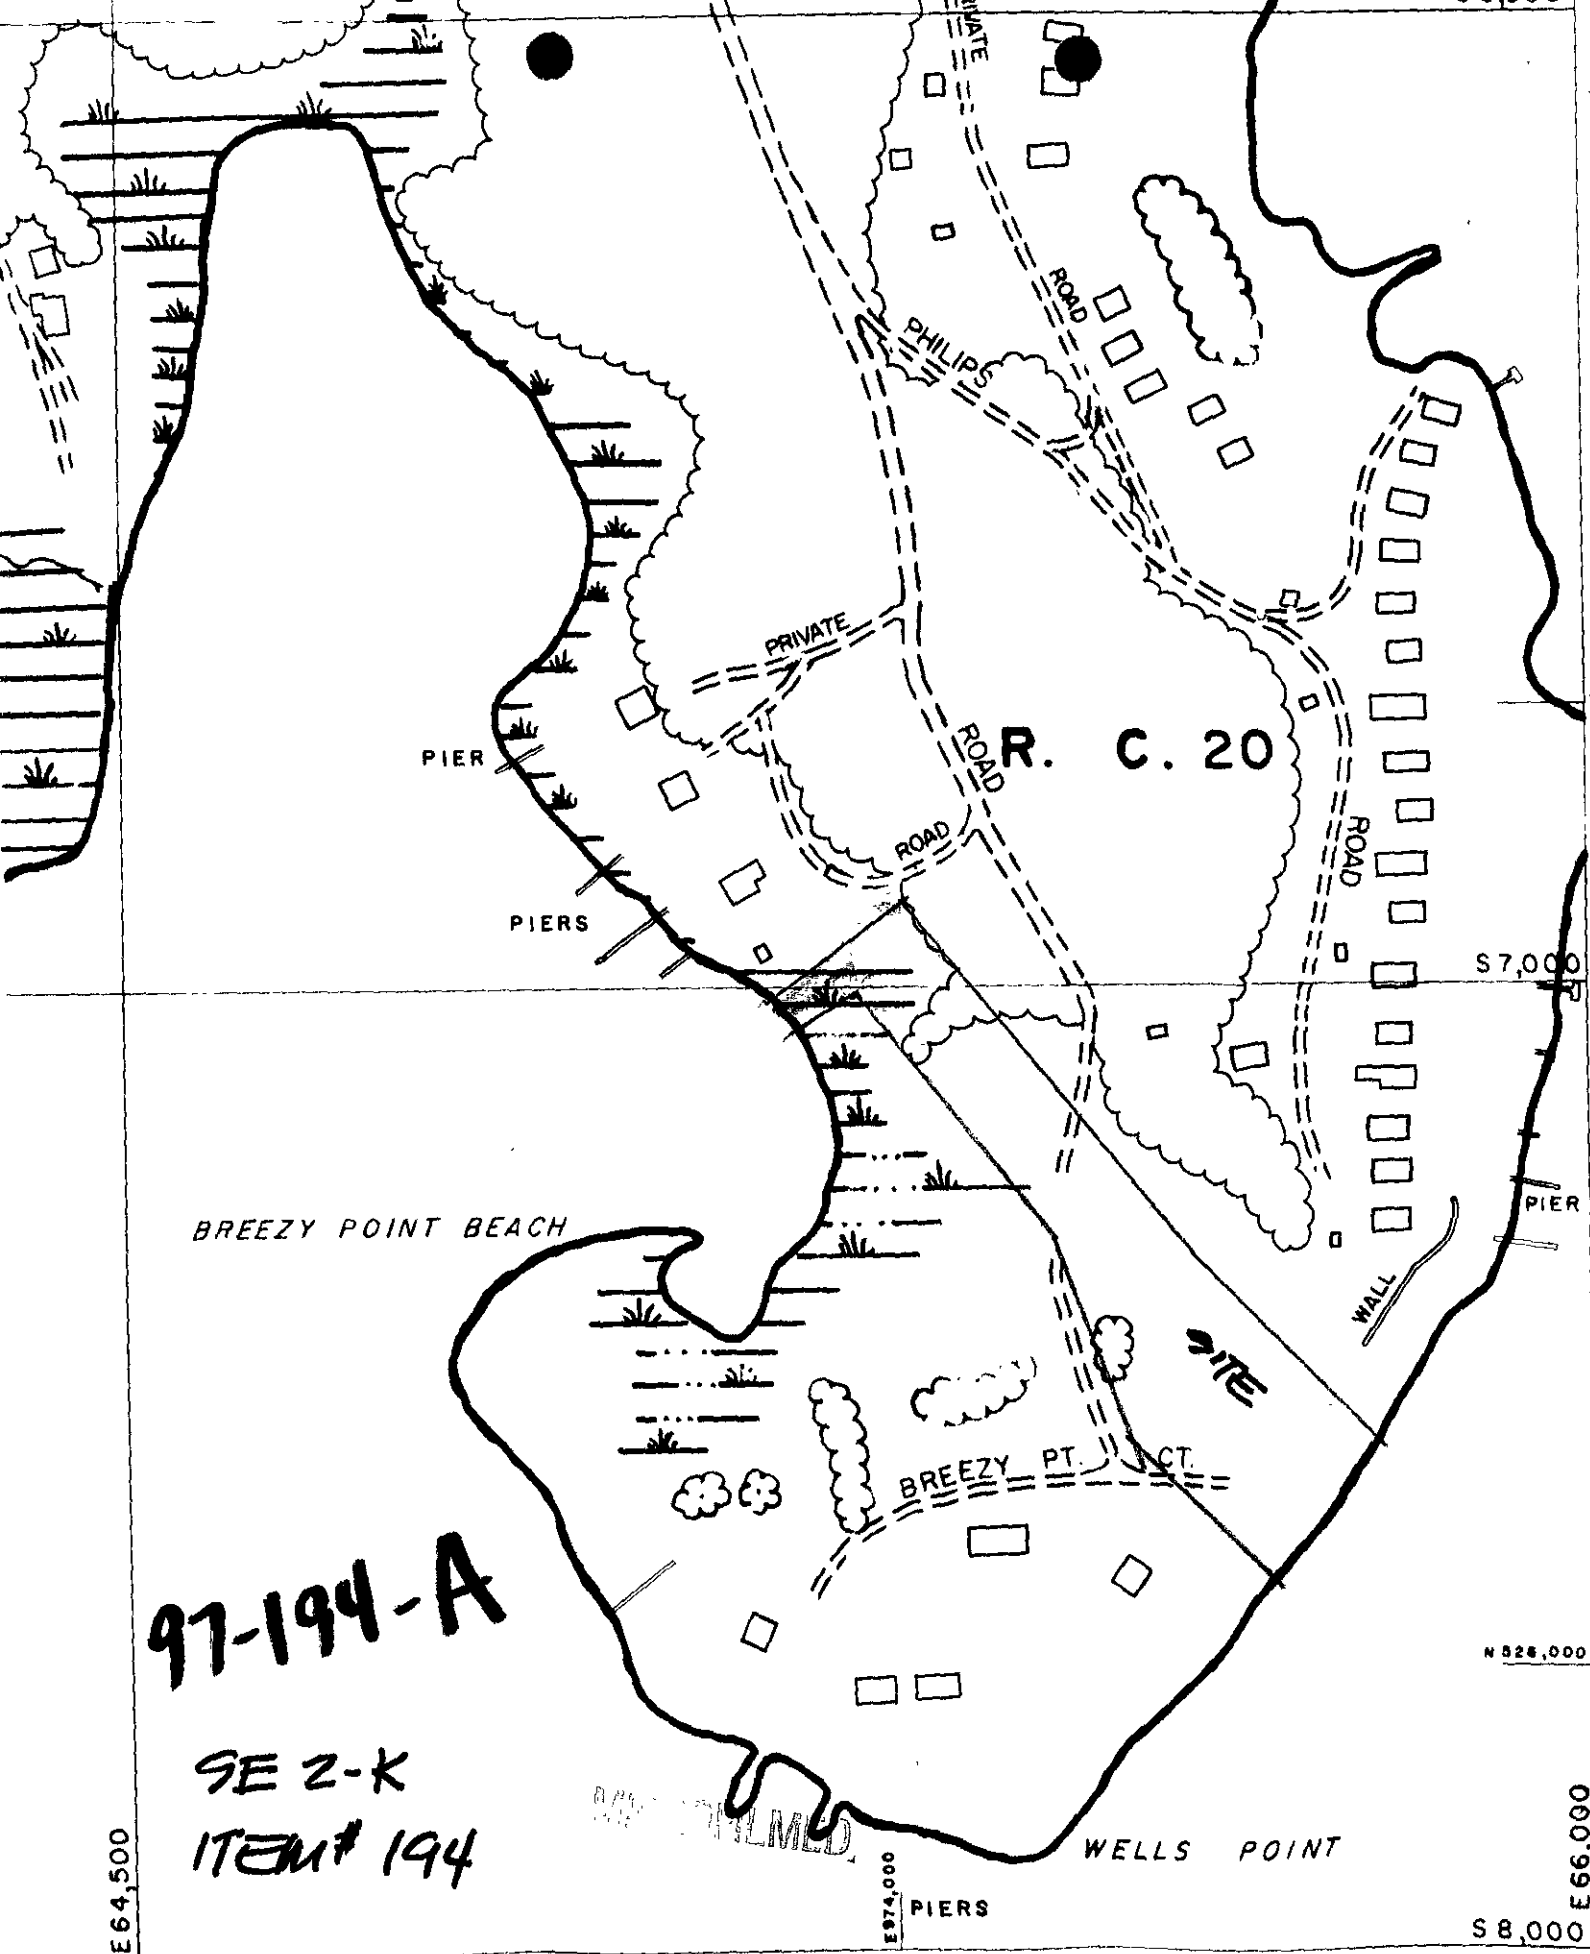 PRIVATE
ROAD
PHILIPS
PRIVATE
ROAD
R. C. 20
PIER
ROAD
ROAD
PIERS
S 7,000
PIER
BREEZY POINT BEACH
WALL
SITE
BREEZY PT. CT.
97-194-A
N 526,000
SE 2-K
ITEM# 194
WELLS POINT
E 64,500
E 974,000
PIERS
E 66,000
S 8,000